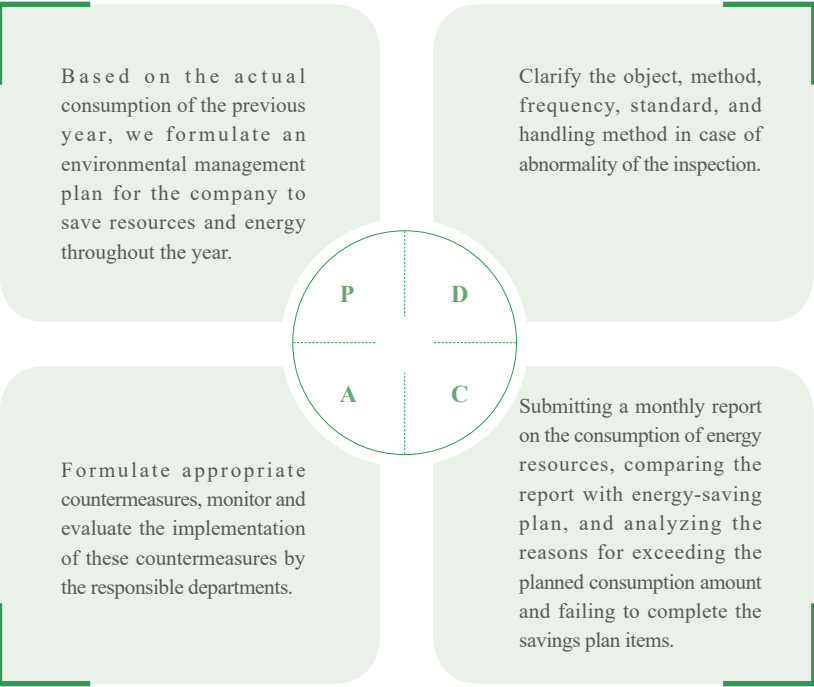 Based on the actual
consumption of the previous
year, we formulate an
environmental management
plan for the company to
save resources and energy
throughout the year.
Clarify the object, method,
frequency, standard, and
handling method in case of
abnormality of the inspection.
P
D
A
C
Formulate appropriate
countermeasures, monitor and
evaluate the implementation
of these countermeasures by
the responsible departments.
Submitting a monthly report
on the consumption of energy
resources, comparing the
report with energy-saving
plan, and analyzing the
reasons for exceeding the
planned consumption amount
and failing to complete the
savings plan items.